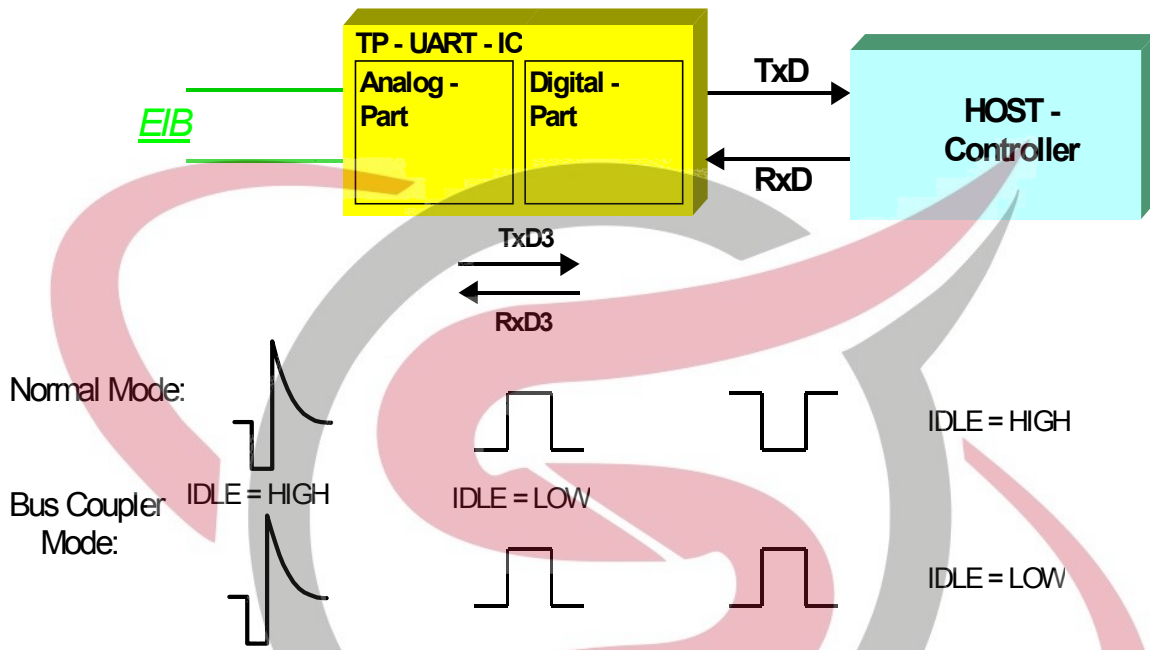 TP - UART - IC
Analog -
Part
Digital -
Part
EIB
TxD
RxD
HOST -
Controller
TxD3
RxD3
Normal Mode:
IDLE = HIGH
IDLE = HIGH
IDLE = LOW
Bus Coupler
Mode:
IDLE = LOW